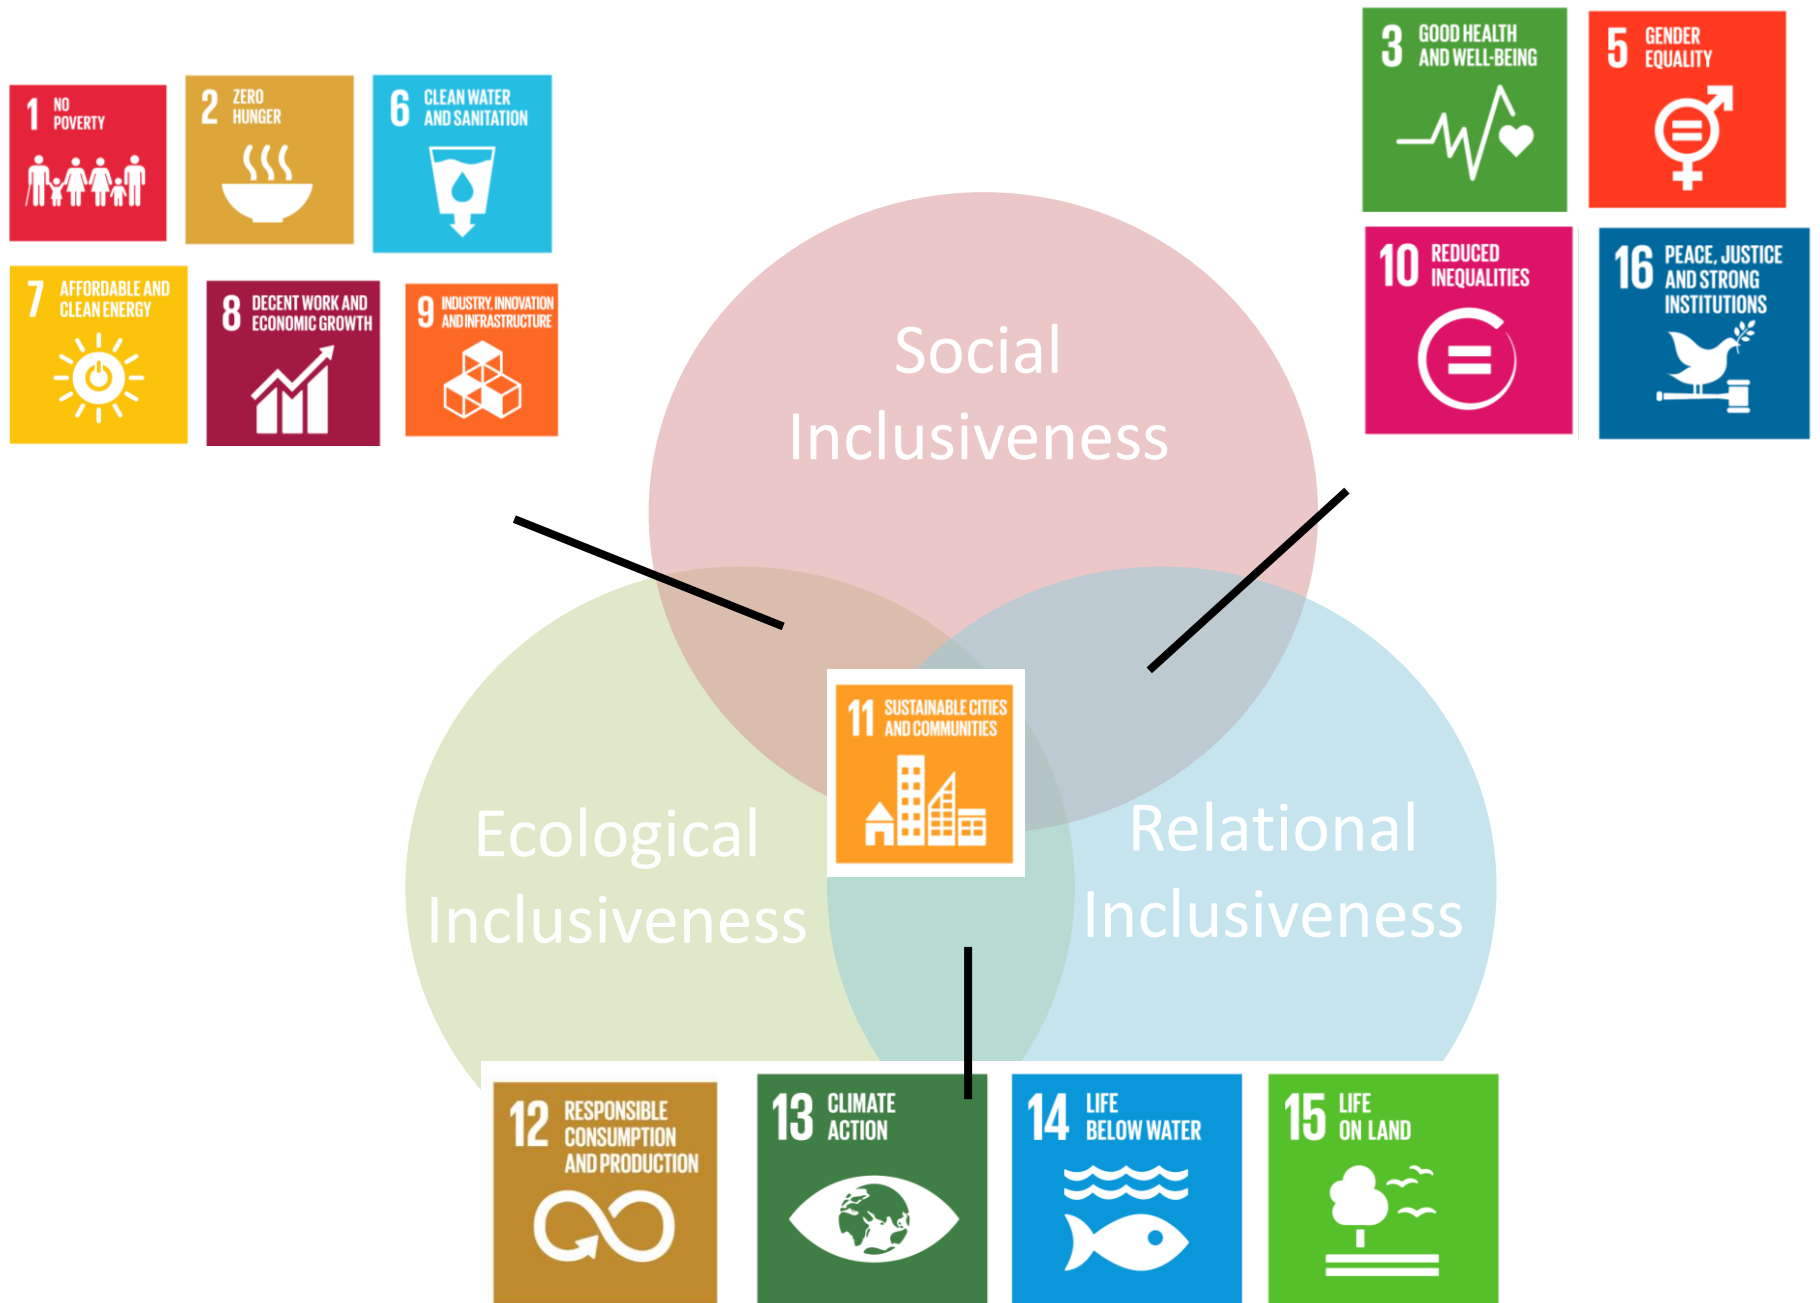 1 NO
POVERTY
2 ZERO
HUNGER
6 CLEAN WATER
AND SANITATION
7 AFFORDABLE AND
CLEAN ENERGY
8 DECENT WORK AND
ECONOMIC GROWTH
9 INDUSTRY, INNOVATION
AND INFRASTRUCTURE
3 GOOD HEALTH
AND WELL-BEING
5 GENDER
EQUALITY
10 REDUCED
INEQUALITIES
16 PEACE, JUSTICE
AND STRONG
INSTITUTIONS
Social
Inclusiveness
11 SUSTAINABLE CITIES
AND COMMUNITIES
Ecological
Inclusiveness
Relational
Inclusiveness
12 RESPONSIBLE
CONSUMPTION
AND PRODUCTION
13 CLIMATE
ACTION
14 LIFE
BELOW WATER
15 LIFE
ON LAND